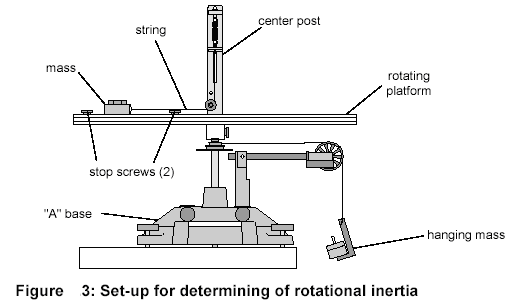 center post
string
mass
rotating
platform
stop screws (2)
"A" base
hanging mass
Figure    3: Set-up for determining of rotational inertia